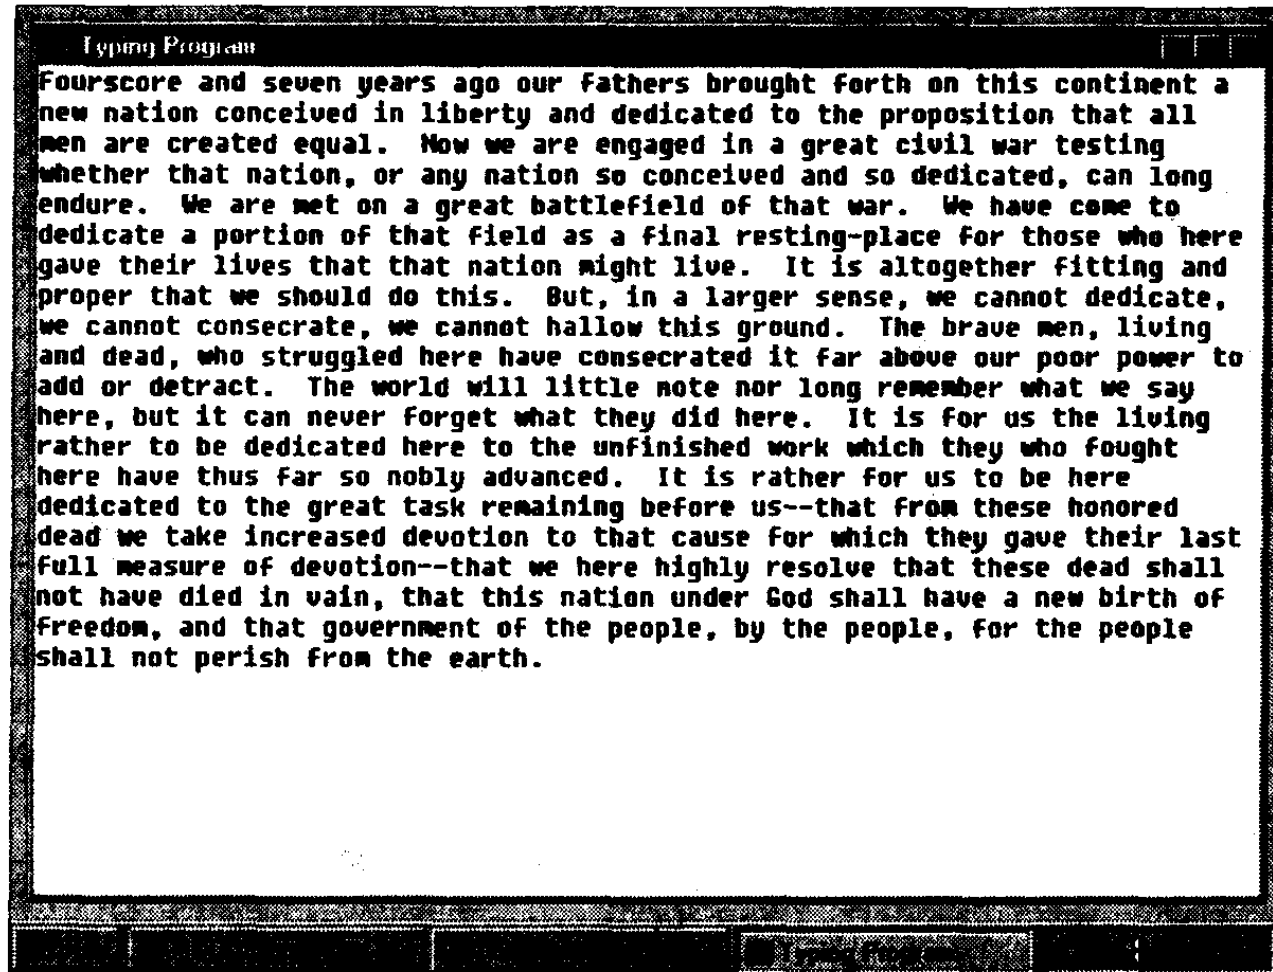 Typing Program
Fourscore and seven years ago our fathers brought forth on this continent a
new nation conceived in liberty and dedicated to the proposition that all
men are created equal.  Now we are engaged in a great civil war testing
whether that nation, or any nation so conceived and so dedicated, can long
endure.  We are met on a great battlefield of that war.  We have come to
dedicate a portion of that field as a final resting-place for those who here
gave their lives that that nation might live.  It is altogether fitting and
proper that we should do this.  But, in a larger sense, we cannot dedicate,
we cannot consecrate, we cannot hallow this ground.  The brave men, living
and dead, who struggled here have consecrated it far above our poor power to
add or detract.  The world will little note nor long remember what we say
here, but it can never forget what they did here.  It is for us the living
rather to be dedicated here to the unfinished work which they who fought
here have thus far so nobly advanced.  It is rather for us to be here
dedicated to the great task remaining before us--that from these honored
dead we take increased devotion to that cause for which they gave their last
full measure of devotion--that we here highly resolve that these dead shall
not have died in vain, that this nation under God shall have a new birth of
freedom, and that government of the people, by the people, for the people
shall not perish from the earth.
Typing Program